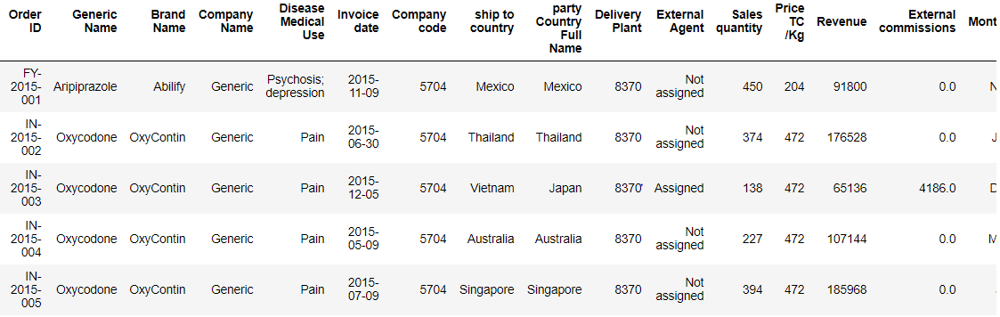 Order ID Generic Name Brand Name Company Name Disease Medical Use Invoice date Company code ship to country party Country Full Name Delivery Plant External Agent Sales quantity Price TC /Kg Revenue External commissions Mont
FY-2015-001 Aripiprazole Abilify Generic Psychosis; depression 2015-11-09 5704 Mexico Mexico 8370 Not assigned 450 204 91800 0.0 N
IN-2015-002 Oxycodone OxyContin Generic Pain 2015-06-30 5704 Thailand Thailand 8370 Not assigned 374 472 176528 0.0 J
IN-2015-003 Oxycodone OxyContin Generic Pain 2015-12-05 5704 Vietnam Japan 8370 Assigned 138 472 65136 4186.0 D
IN-2015-004 Oxycodone OxyContin Generic Pain 2015-05-09 5704 Australia Australia 8370 Not assigned 227 472 107144 0.0 M
IN-2015-005 Oxycodone OxyContin Generic Pain 2015-07-09 5704 Singapore Singapore 8370 Not assigned 394 472 185968 0.0